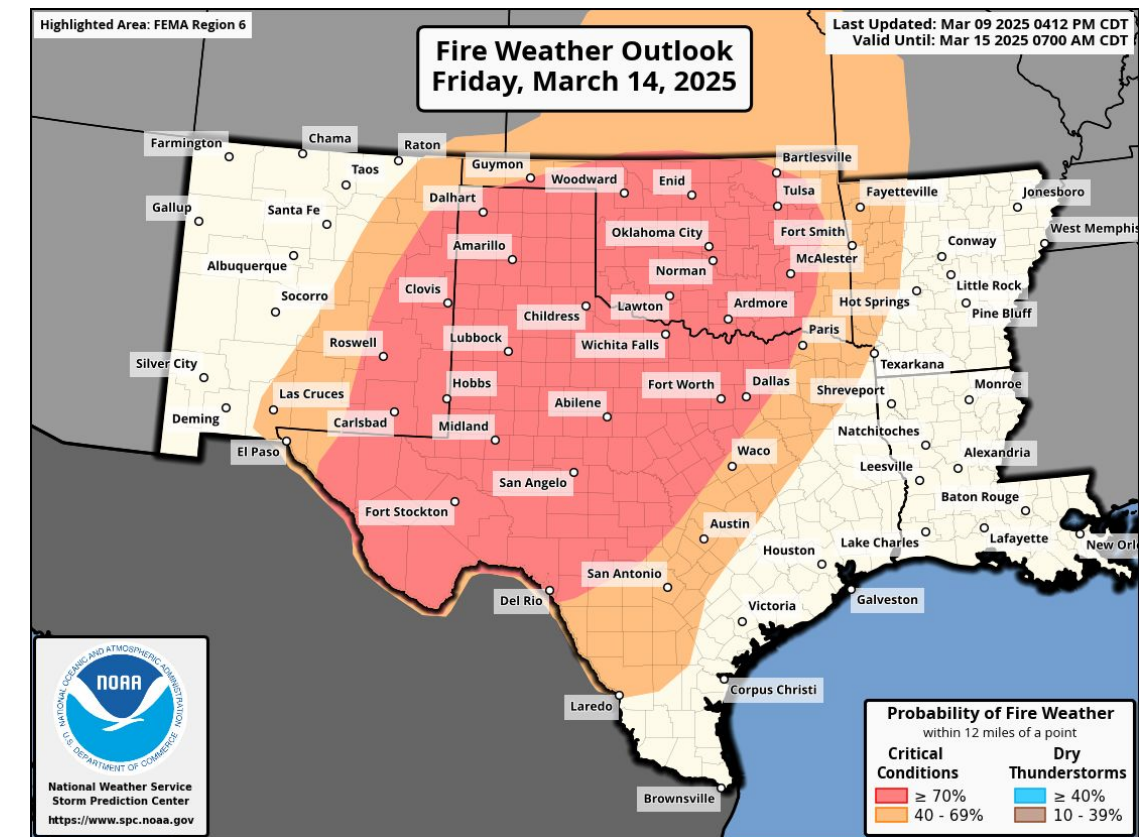 Highlighted Area: FEMA Region 6
Fire Weather Outlook
Friday, March 14, 2025
Last Updated: Mar 09 2025 0412 PM CDT
Valid Until: Mar 15 2025 0700 AM CDT
Farmington
Chama
Raton
Taos
Guymon
Woodward
Enid
Bartlesville
Tulsa
Fayetteville
Jonesboro
Gallup
Santa Fe
Dalhart
West Memphis
Oklahoma City
Fort Smith
Conway
Albuquerque
Amarillo
Norman
McAlester
Little Rock
Socorro
Clovis
Childress
Lawton
Ardmore
Hot Springs
Pine Bluff
Roswell
Lubbock
Wichita Falls
Paris
Texarkana
Silver City
Las Cruces
Hobbs
Fort Worth
Dallas
Shreveport
Monroe
Deming
Carlsbad
Midland
Abilene
Natchitoches
El Paso
Waco
Alexandria
San Angelo
Leesville
Fort Stockton
Baton Rouge
Austin
Houston
Lake Charles
Lafayette
New Orl
San Antonio
Del Rio
Victoria
Galveston
Laredo
Corpus Christi
Brownsville
NATIONAL OCEANIC AND ATMOSPHERIC ADMINISTRATION
NOAA
U.S. DEPARTMENT OF COMMERCE
National Weather Service
Storm Prediction Center
https://www.spc.noaa.gov
Probability of Fire Weather
within 12 miles of a point
Critical Conditions
≥ 70%
40 - 69%
Dry Thunderstorms
≥ 40%
10 - 39%